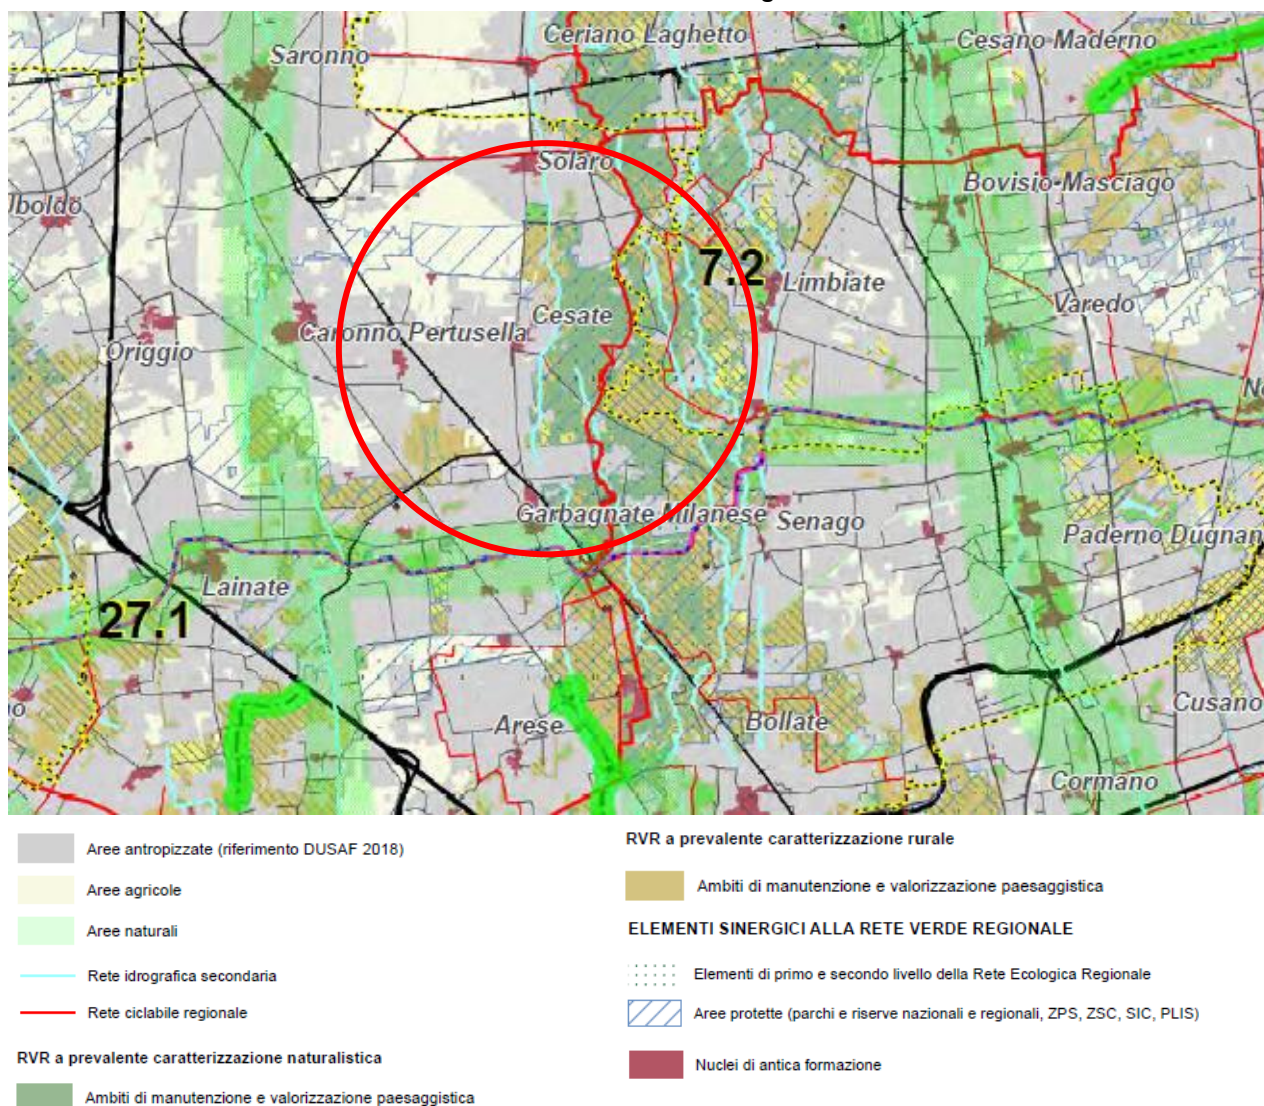 Ceriano Laghetto
Cesano Maderno
Saronno
Solaro
Bovisio-Masciago
Uboldo
7.2
Limbiate
Varedo
Cesate
Caronno Pertusella
Origgio
Garbagnate Milanese
Senago
Paderno Dugnan
Lainate
27.1
Cusano
Arese
Bollate
Cormano
Aree antropizzate (riferimento DUSAF 2018)
Aree agricole
Aree naturali
Rete idrografica secondaria
Rete ciclabile regionale
RVR a prevalente caratterizzazione naturalistica
Ambiti di manutenzione e valorizzazione paesaggistica
RVR a prevalente caratterizzazione rurale
Ambiti di manutenzione e valorizzazione paesaggistica
ELEMENTI SINERGICI ALLA RETE VERDE REGIONALE
Elementi di primo e secondo livello della Rete Ecologica Regionale
Aree protette (parchi e riserve nazionali e regionali, ZPS, ZSC, SIC, PLIS)
Nuclei di antica formazione